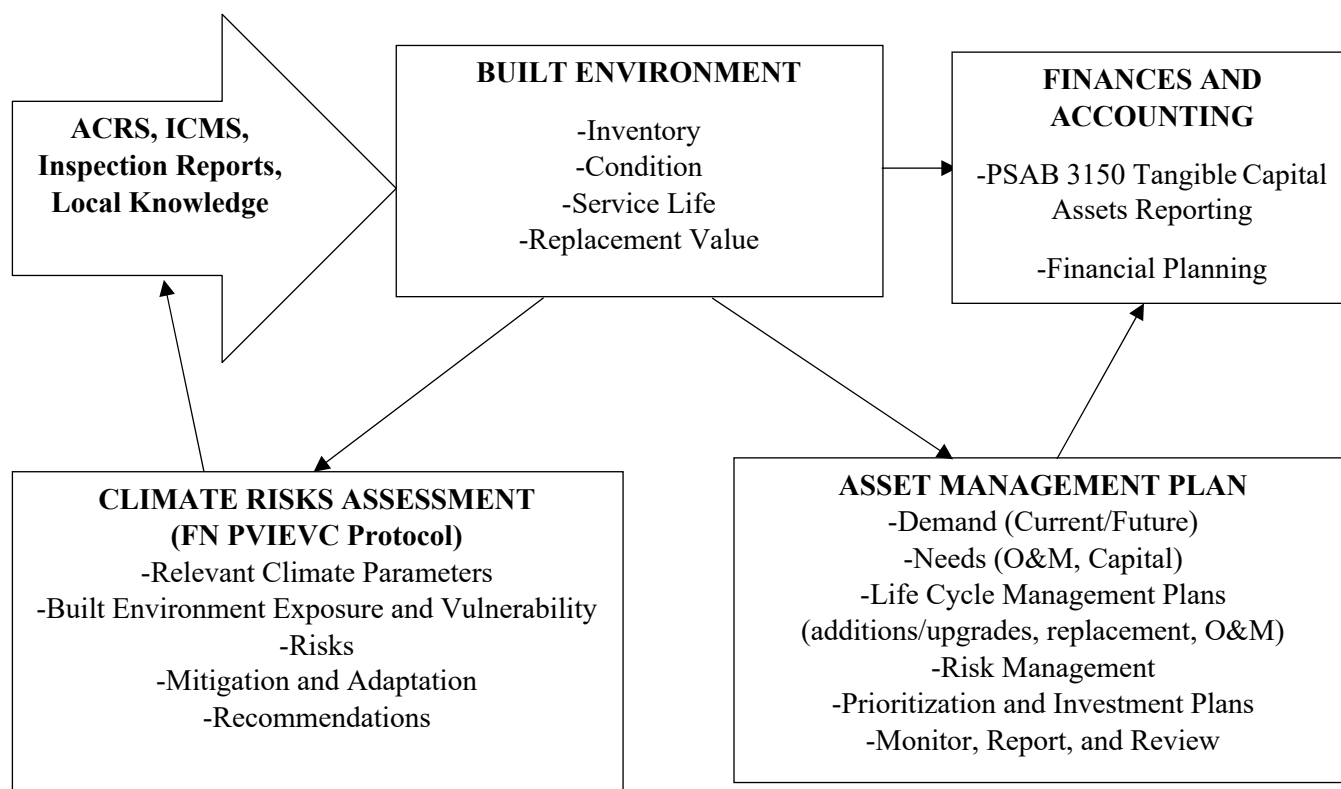 ACRS, ICMS,
Inspection Reports,
Local Knowledge
BUILT ENVIRONMENT
-Inventory
-Condition
-Service Life
-Replacement Value
FINANCES AND
ACCOUNTING
-PSAB 3150 Tangible Capital
Assets Reporting
-Financial Planning
CLIMATE RISKS ASSESSMENT
(FN PVIEVC Protocol)
-Relevant Climate Parameters
-Built Environment Exposure and Vulnerability
-Risks
-Mitigation and Adaptation
-Recommendations
ASSET MANAGEMENT PLAN
-Demand (Current/Future)
-Needs (O&M, Capital)
-Life Cycle Management Plans
(additions/upgrades, replacement, O&M)
-Risk Management
-Prioritization and Investment Plans
-Monitor, Report, and Review